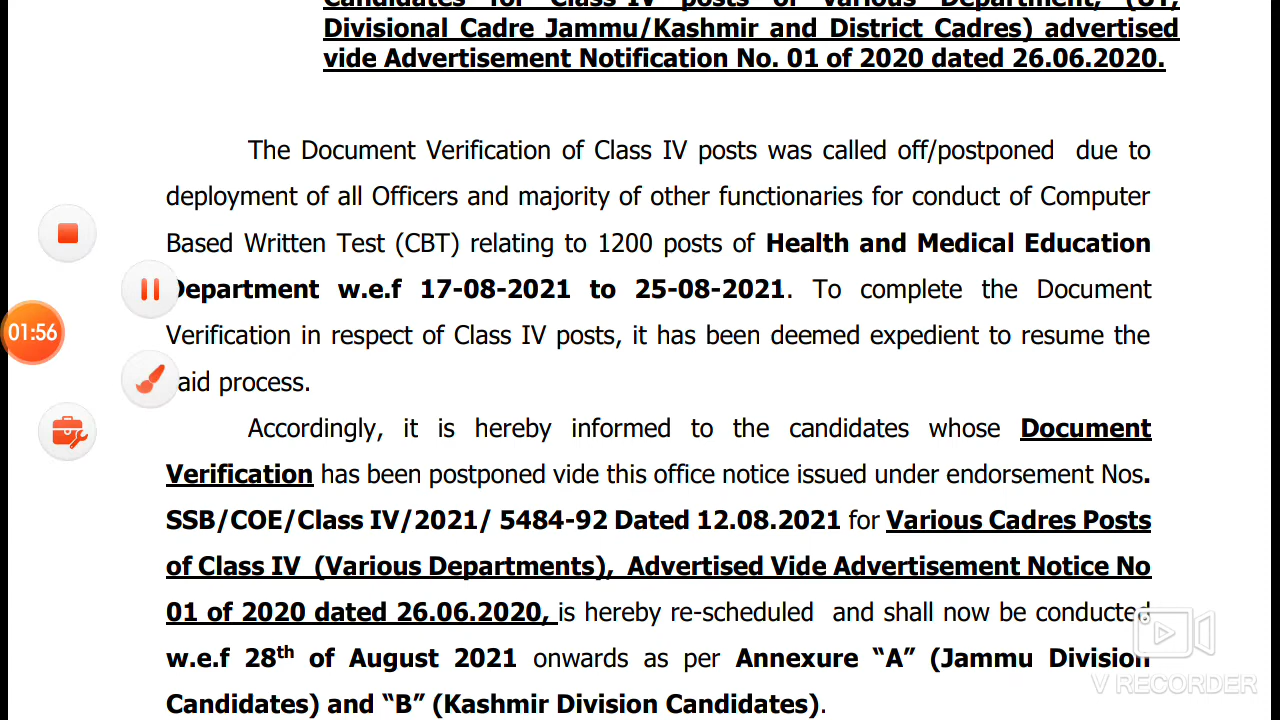 Candidates for Class-IV posts of various Department, (UT,
Divisional Cadre Jammu/Kashmir and District Cadres) advertised
vide Advertisement Notification No. 01 of 2020 dated 26.06.2020.
The Document Verification of Class IV posts was called off/postponed due to
deployment of all Officers and majority of other functionaries for conduct of Computer
Based Written Test (CBT) relating to 1200 posts of Health and Medical Education
Department w.e.f 17-08-2021 to 25-08-2021. To complete the Document
Verification in respect of Class IV posts, it has been deemed expedient to resume the
aid process.
Accordingly, it is hereby informed to the candidates whose Document
Verification has been postponed vide this office notice issued under endorsement Nos.
SSB/COE/Class IV/2021/ 5484-92 Dated 12.08.2021 for Various Cadres Posts
of Class IV (Various Departments), Advertised Vide Advertisement Notice No
01 of 2020 dated 26.06.2020, is hereby re-scheduled and shall now be conducted
w.e.f 28th of August 2021 onwards as per Annexure “A” (Jammu Division
Candidates) and “B” (Kashmir Division Candidates).
01:56
V RECORDER